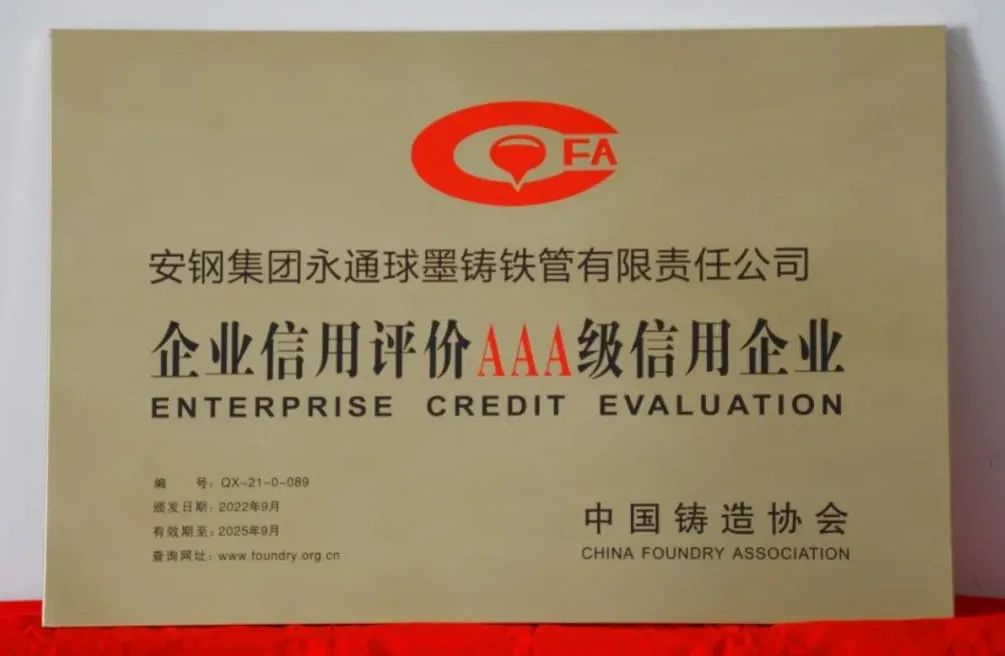 FA
安钢集团永通球墨铸铁管有限责任公司
企业信用评价AAA级信用企业
ENTERPRISE CREDIT EVALUATION
编 号：QX-21-0-089
颁发日期：2022年9月
有效期至：2025年9月
查询网址：www.foundry.org.cn
中国铸造协会
CHINA FOUNDRY ASSOCIATION